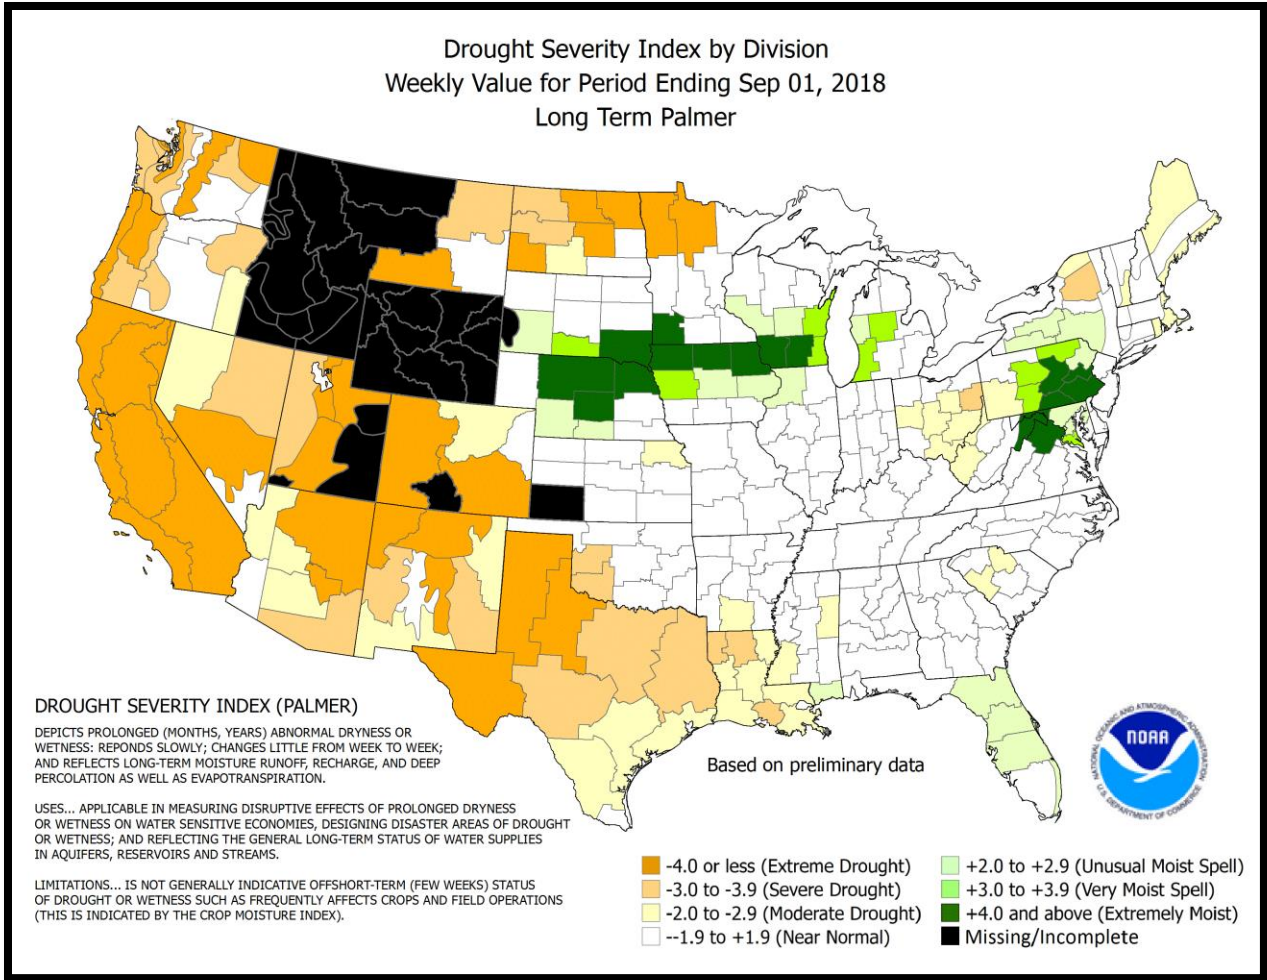 Drought Severity Index by Division
Weekly Value for Period Ending Sep 01, 2018
Long Term Palmer
DROUGHT SEVERITY INDEX (PALMER)
DEPICTS PROLONGED (MONTHS, YEARS) ABNORMAL DRYNESS OR
WETNESS: REPONDS SLOWLY; CHANGES LITTLE FROM WEEK TO WEEK;
AND REFLECTS LONG-TERM MOISTURE RUNOFF, RECHARGE, AND DEEP
PERCOLATION AS WELL AS EVAPOTRANSPIRATION.
USES... APPLICABLE IN MEASURING DISRUPTIVE EFFECTS OF PROLONGED DRYNESS
OR WETNESS ON WATER SENSITIVE ECONOMIES, DESIGNING DISASTER AREAS OF DROUGHT
OR WETNESS; AND REFLECTING THE GENERAL LONG-TERM STATUS OF WATER SUPPLIES
IN AQUIFERS, RESERVOIRS AND STREAMS.
LIMITATIONS... IS NOT GENERALLY INDICATIVE OFFSHORT-TERM (FEW WEEKS) STATUS
OF DROUGHT OR WETNESS SUCH AS FREQUENTLY AFFECTS CROPS AND FIELD OPERATIONS
(THIS IS INDICATED BY THE CROP MOISTURE INDEX).
Based on preliminary data
NATIONAL OCEANIC AND ATMOSPHERIC ADMINISTRATION
NOAA
U.S. DEPARTMENT OF COMMERCE
-4.0 or less (Extreme Drought)
-3.0 to -3.9 (Severe Drought)
-2.0 to -2.9 (Moderate Drought)
--1.9 to +1.9 (Near Normal)
+2.0 to +2.9 (Unusual Moist Spell)
+3.0 to +3.9 (Very Moist Spell)
+4.0 and above (Extremely Moist)
Missing/Incomplete